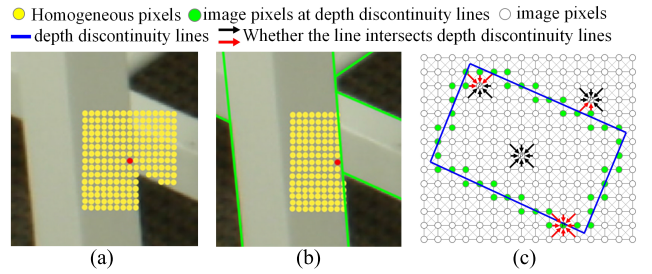 Homogeneous pixels image pixels at depth discontinuity lines image pixels
depth discontinuity lines Whether the line intersects depth discontinuity lines
(a) (b) (c)